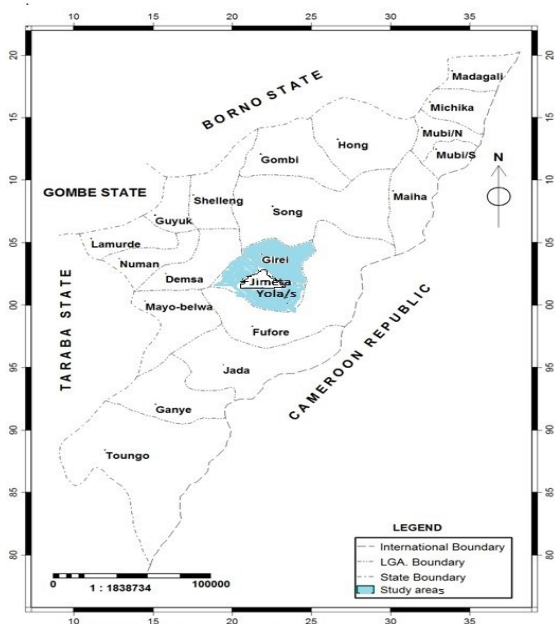 10 15 20 25 30 35
20 20
Madagali
BORNO STATE
Michika
15 15
Mubi/N
Hong
Mubi/S
N
Gombi
10 10
GOMBE STATE
Maiha
Shelleng
Song
Guyuk
05 05
Lamurde
Girei
Numan
Demsa
Jimeta
Yola/s
00 00
Mayo-belwa
TARABA STATE
Fufore
CAMEROON REPUBLIC
95 95
Jada
Ganye
90 90
Toungo
85 85
LEGEND
International Boundary
LGA. Boundary
State Boundary
Study areas
80 80
0 100000
1 : 1838734
10 15 20 25 30 35